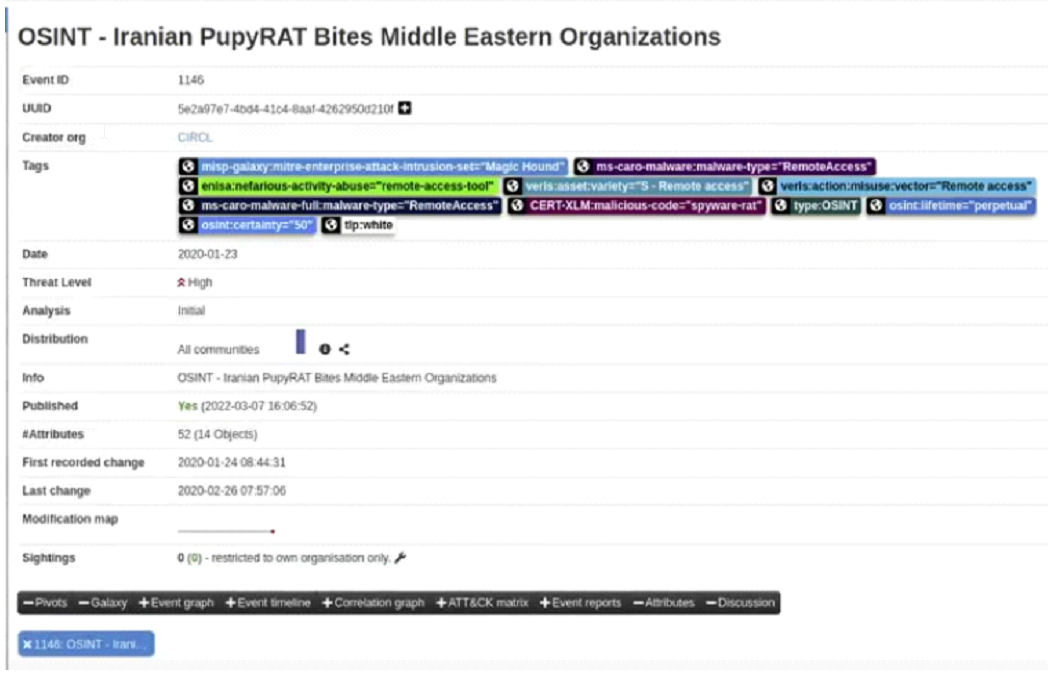 OSINT - Iranian PupyRAT Bites Middle Eastern Organizations
Event ID 1146
UUID 5e2a97e7-4bd4-41c4-8aaf-4262950d210f
Creator org CIRCL
Tags misp-galaxy:mitre-enterprise-attack-intrusion-set="Magic Hound" ms-caro-malware:malware-type="RemoteAccess"
enisa:nefarious-activity-abuse="remote-access-tool" veris:asset:variety="S - Remote access" veris:action:misuse:vector="Remote access"
ms-caro-malware-full:malware-type="RemoteAccess" CERT-XLM:malicious-code="spyware-rat" type:OSINT osint:lifetime="perpetual"
osint:certainty="50" tlp:white
Date 2020-01-23
Threat Level High
Analysis Initial
Distribution All communities
Info OSINT - Iranian PupyRAT Bites Middle Eastern Organizations
Published Yes (2022-03-07 16:06:52)
#Attributes 52 (14 Objects)
First recorded change 2020-01-24 08:44:31
Last change 2020-02-26 07:57:06
Modification map
Sightings 0 (0) - restricted to own organisation only.
Pivots Galaxy Event graph Event timeline Correlation graph ATT&CK matrix Event reports Attributes Discussion
1146: OSINT - Irani...